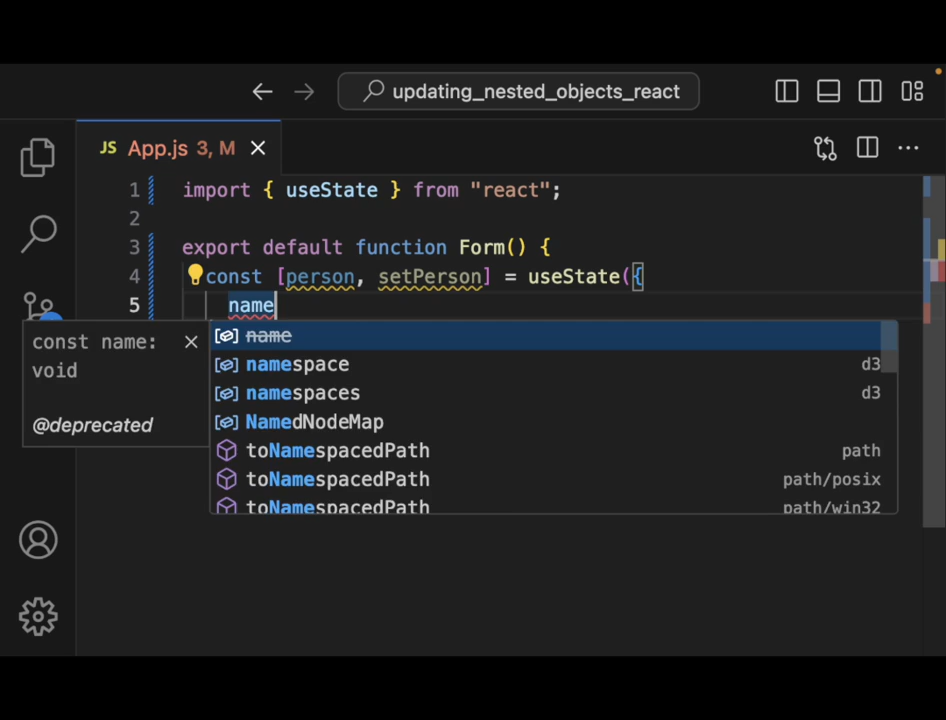 updating_nested_objects_react
JS App.js 3, M
1 import { useState } from "react";
2
3 export default function Form() {
4 const [person, setPerson] = useState({
5 name
const name:
void
@deprecated
name
namespace d3
namespaces d3
NamedNodeMap
toNamespacedPath path
toNamespacedPath path/posix
toNamespacedPath path/win32